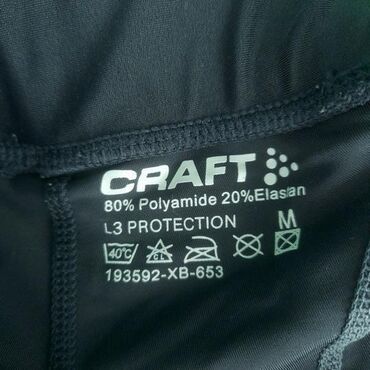 CRAFT
80% Polyamide 20%Elastan
L3 PROTECTION M
40°C CL
193592-XB-653